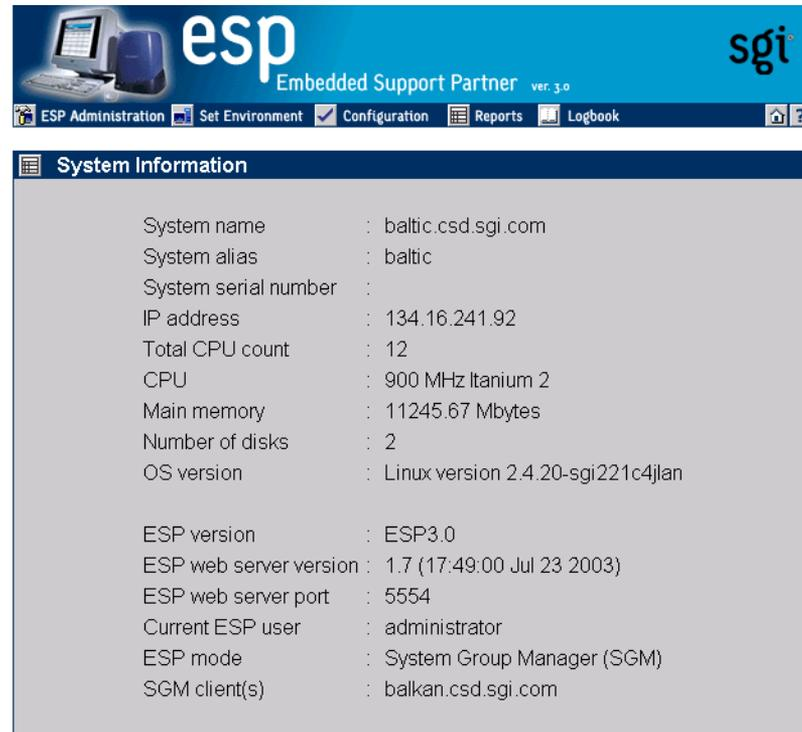 esp
Embedded Support Partner ver. 3.0
sgi
ESP Administration Set Environment Configuration Reports Logbook ?
System Information
System name : baltic.csd.sgi.com
System alias : baltic
System serial number :
IP address : 134.16.241.92
Total CPU count : 12
CPU : 900 MHz Itanium 2
Main memory : 11245.67 Mbytes
Number of disks : 2
OS version : Linux version 2.4.20-sgi221c4jlan
ESP version : ESP3.0
ESP web server version : 1.7 (17:49:00 Jul 23 2003)
ESP web server port : 5554
Current ESP user : administrator
ESP mode : System Group Manager (SGM)
SGM client(s) : balkan.csd.sgi.com